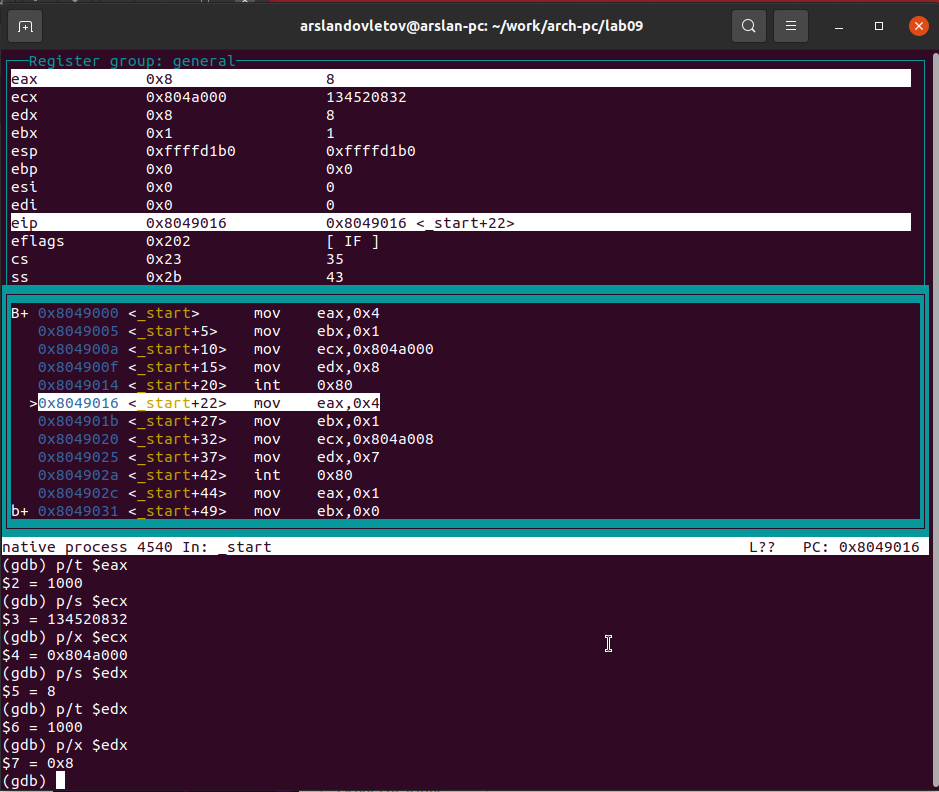 arslandovletov@arslan-pc: ~/work/arch-pc/lab09
Register group: general
eax 0x8 8
ecx 0x804a000 134520832
edx 0x8 8
ebx 0x1 1
esp 0xffffd1b0 0xffffd1b0
ebp 0x0 0x0
esi 0x0 0
edi 0x0 0
eip 0x8049016 0x8049016 <_start+22>
eflags 0x202 [ IF ]
cs 0x23 35
ss 0x2b 43
B+ 0x8049000 <_start> mov eax,0x4
0x8049005 <_start+5> mov ebx,0x1
0x804900a <_start+10> mov ecx,0x804a000
0x804900f <_start+15> mov edx,0x8
0x8049014 <_start+20> int 0x80
>0x8049016 <_start+22> mov eax,0x4
0x804901b <_start+27> mov ebx,0x1
0x8049020 <_start+32> mov ecx,0x804a008
0x8049025 <_start+37> mov edx,0x7
0x804902a <_start+42> int 0x80
0x804902c <_start+44> mov eax,0x1
b+ 0x8049031 <_start+49> mov ebx,0x0
native process 4540 In: _start L?? PC: 0x8049016
(gdb) p/t $eax
$2 = 1000
(gdb) p/s $ecx
$3 = 134520832
(gdb) p/x $ecx
$4 = 0x804a000
(gdb) p/s $edx
$5 = 8
(gdb) p/t $edx
$6 = 1000
(gdb) p/x $edx
$7 = 0x8
(gdb)